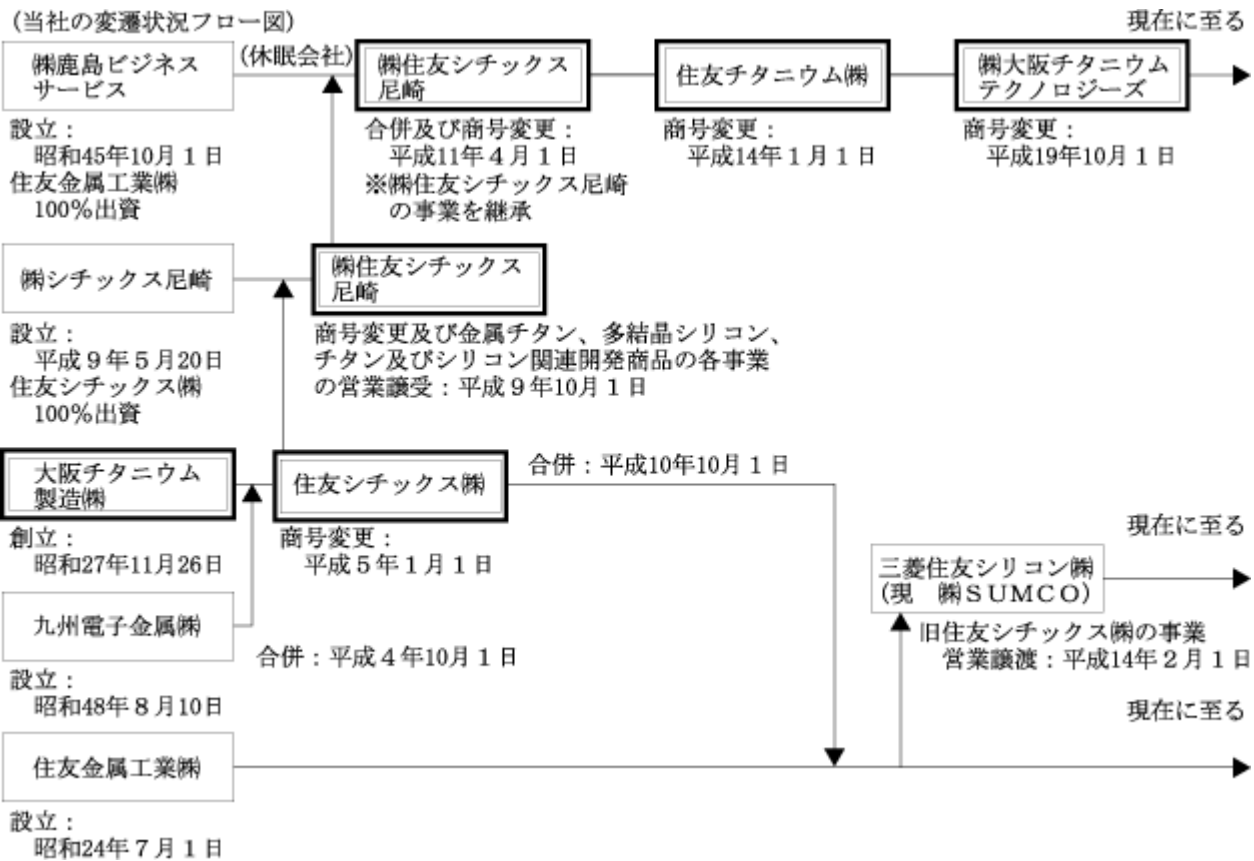 (当社の変遷状況フロー図)
現在に至る
㈱鹿島ビジネス
サービス
(休眠会社)
㈱住友シチックス
尼崎
住友チタニウム㈱
㈱大阪チタニウム
テクノロジーズ
設立:
昭和45年10月1日
住友金属工業㈱
100%出資
合併及び商号変更:
平成11年4月1日
※㈱住友シチックス尼崎
の事業を継承
商号変更:
平成14年1月1日
商号変更:
平成19年10月1日
㈱シチックス尼崎
㈱住友シチックス
尼崎
設立:
平成9年5月20日
住友シチックス㈱
100%出資
商号変更及び金属チタン、多結晶シリコン、
チタン及びシリコン関連開発商品の各事業
の営業譲受:平成9年10月1日
大阪チタニウム
製造㈱
住友シチックス㈱
合併:平成10年10月1日
創立:
昭和27年11月26日
商号変更:
平成5年1月1日
現在に至る
三菱住友シリコン㈱
(現 ㈱SUMCO)
九州電子金属㈱
合併:平成4年10月1日
旧住友シチックス㈱の事業
営業譲渡:平成14年2月1日
設立:
昭和48年8月10日
現在に至る
住友金属工業㈱
設立:
昭和24年7月1日